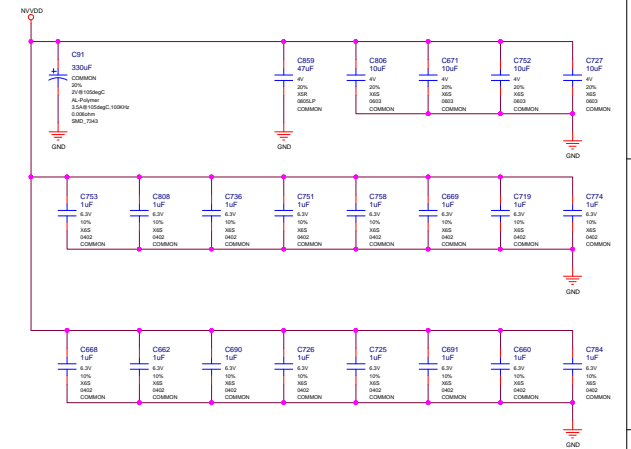 NVVDD
C91
330uF
COMMON
20%
2V@105degC
AL-Polymer
3.5A@105degC,100KHz
0.006ohm
SMD_7343
GND
C859
47uF
4V
20%
X5R
0805LP
COMMON
GND
C806
10uF
4V
20%
X6S
0603
COMMON
C671
10uF
4V
20%
X6S
0603
COMMON
C752
10uF
4V
20%
X6S
0603
COMMON
C727
10uF
4V
20%
X6S
0603
COMMON
GND
C753
1uF
6.3V
10%
X6S
0402
COMMON
C808
1uF
6.3V
10%
X6S
0402
COMMON
C736
1uF
6.3V
10%
X6S
0402
COMMON
C751
1uF
6.3V
10%
X6S
0402
COMMON
C758
1uF
6.3V
10%
X6S
0402
COMMON
C669
1uF
6.3V
10%
X6S
0402
COMMON
C719
1uF
6.3V
10%
X6S
0402
COMMON
C774
1uF
6.3V
10%
X6S
0402
COMMON
GND
C668
1uF
6.3V
10%
X6S
0402
COMMON
C662
1uF
6.3V
10%
X6S
0402
COMMON
C690
1uF
6.3V
10%
X6S
0402
COMMON
C726
1uF
6.3V
10%
X6S
0402
COMMON
C725
1uF
6.3V
10%
X6S
0402
COMMON
C691
1uF
6.3V
10%
X6S
0402
COMMON
C660
1uF
6.3V
10%
X6S
0402
COMMON
C784
1uF
6.3V
10%
X6S
0402
COMMON
GND